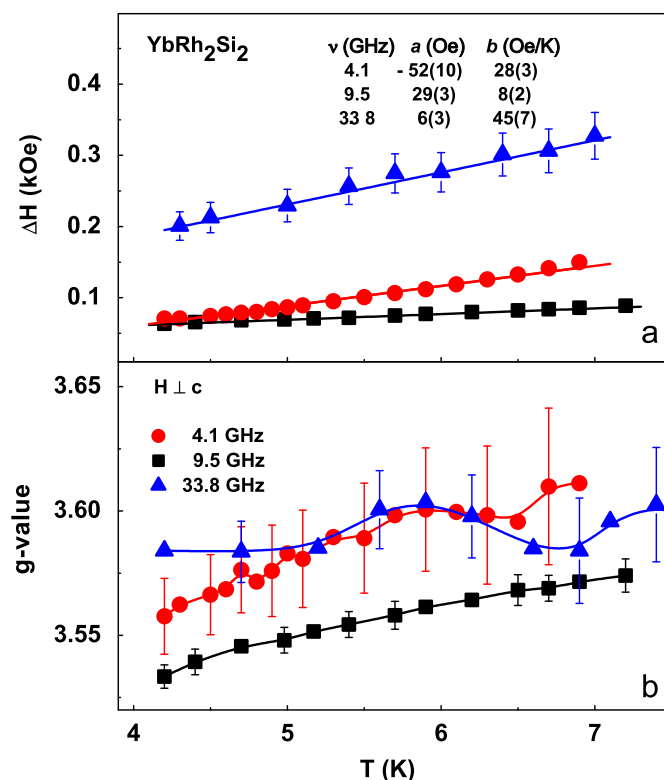 YbRh₂Si₂
ν (GHz) a (Oe) b (Oe/K)
4.1 - 52(10) 28(3)
9.5 29(3) 8(2)
33 8 6(3) 45(7)
0.4
0.3
0.2
0.1
ΔH (kOe)
a
3.65
3.60
3.55
g-value
H ⊥ c
4.1 GHz
9.5 GHz
33.8 GHz
b
4 5 6 7
T (K)